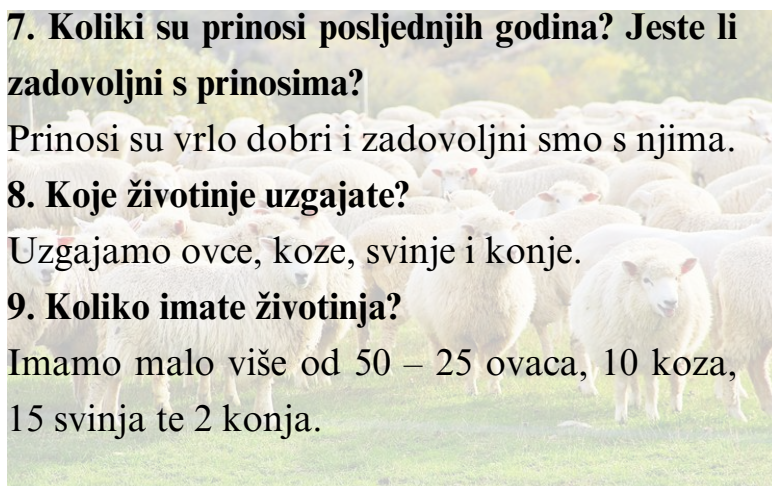 7. Koliki su prinosi posljednjih godina? Jeste li
zadovoljni s prinosima?
Prinosi su vrlo dobri i zadovoljni smo s njima.
8. Koje životinje uzgajate?
Uzgajamo ovce, koze, svinje i konje.
9. Koliko imate životinja?
Imamo malo više od 50 – 25 ovaca, 10 koza,
15 svinja te 2 konja.